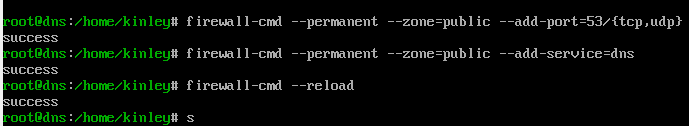 root@dns:/home/kinley# firewall-cmd --permanent --zone=public --add-port=53/{tcp,udp}
success
root@dns:/home/kinley# firewall-cmd --permanent --zone=public --add-service=dns
success
root@dns:/home/kinley# firewall-cmd --reload
success
root@dns:/home/kinley# s